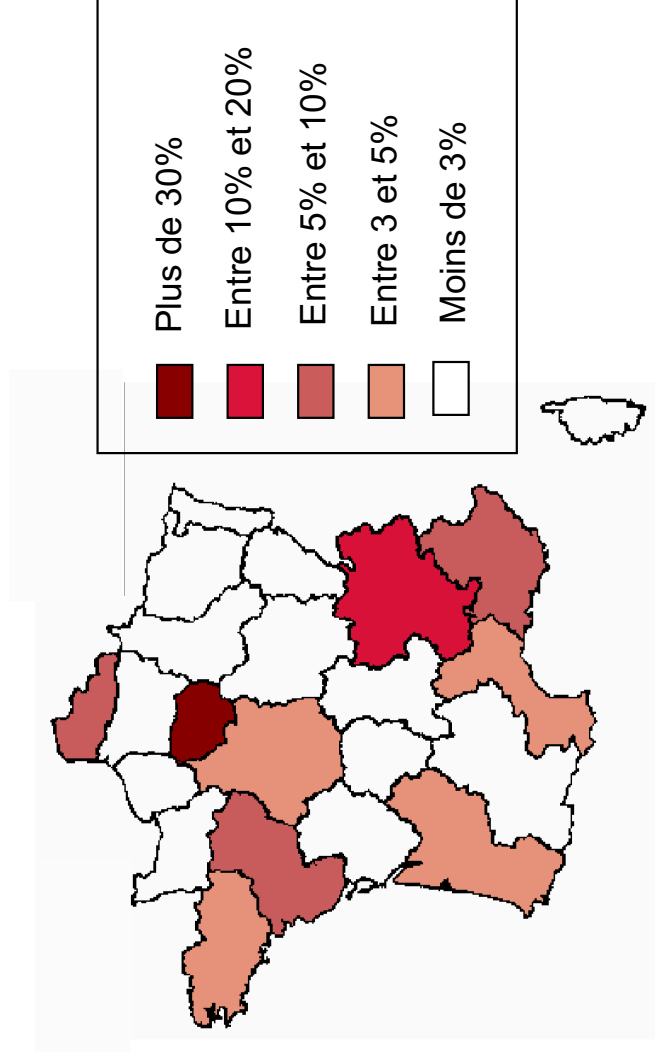 Plus de 30%
Entre 10% et 20%
Entre 5% et 10%
Entre 3 et 5%
Moins de 3%